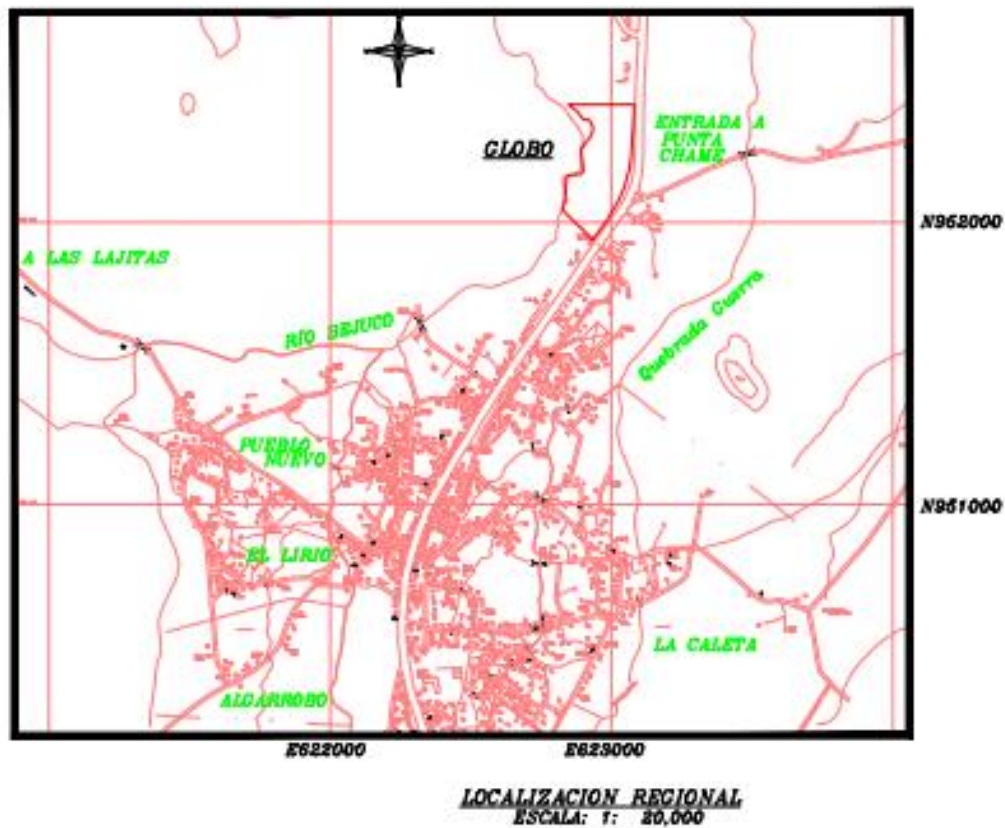 GLOBO
ENTRADA A
PUNTA
CHAME
N962000
A LAS LAJITAS
RÍO BEJUCO
Quebrada Guarra
PUEBLO
NUEVO
N961000
EL LIRIO
LA CALETA
ALGARROBO
E622000
E623000
LOCALIZACION REGIONAL
ESCALA: 1: 20,000